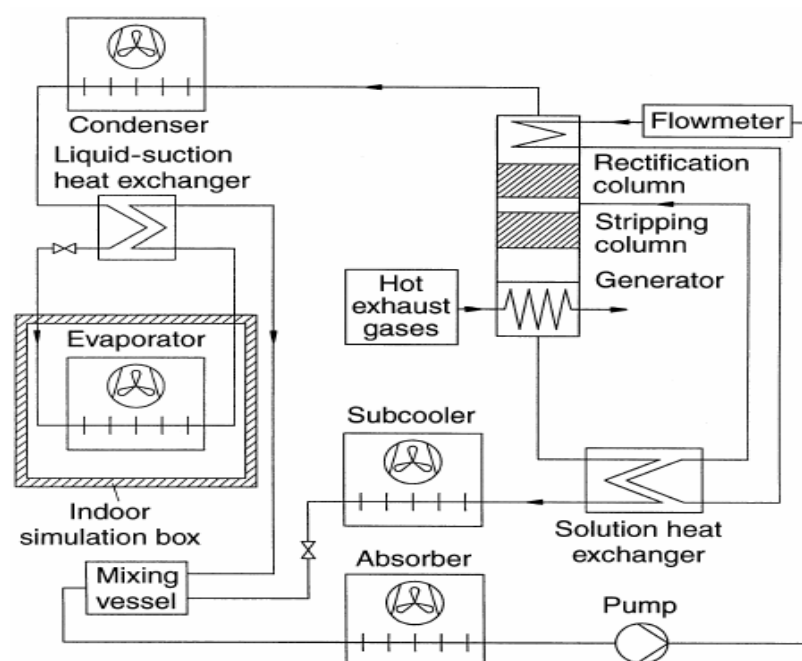 Condenser
Liquid-suction
heat exchanger
Flowmeter
Rectification
column
Stripping
column
Generator
Hot
exhaust
gases
Evaporator
Subcooler
Indoor
simulation box
Solution heat
exchanger
Mixing
vessel
Absorber
Pump